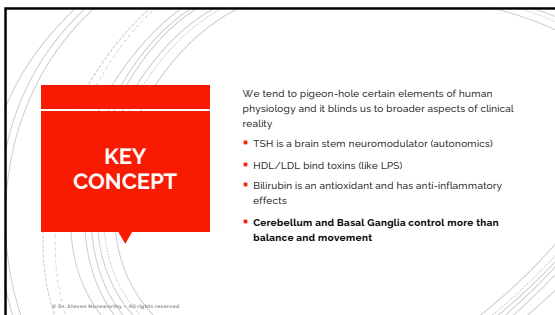 KEY
CONCEPT
We tend to pigeon-hole certain elements of human
physiology and it blinds us to broader aspects of clinical
reality
TSH is a brain stem neuromodulator (autonomics)
HDL/LDL bind toxins (like LPS)
Bilirubin is an antioxidant and has anti-inflammatory
effects
Cerebellum and Basal Ganglia control more than
balance and movement
© Dr. Steven Noseworthy – All rights reserved